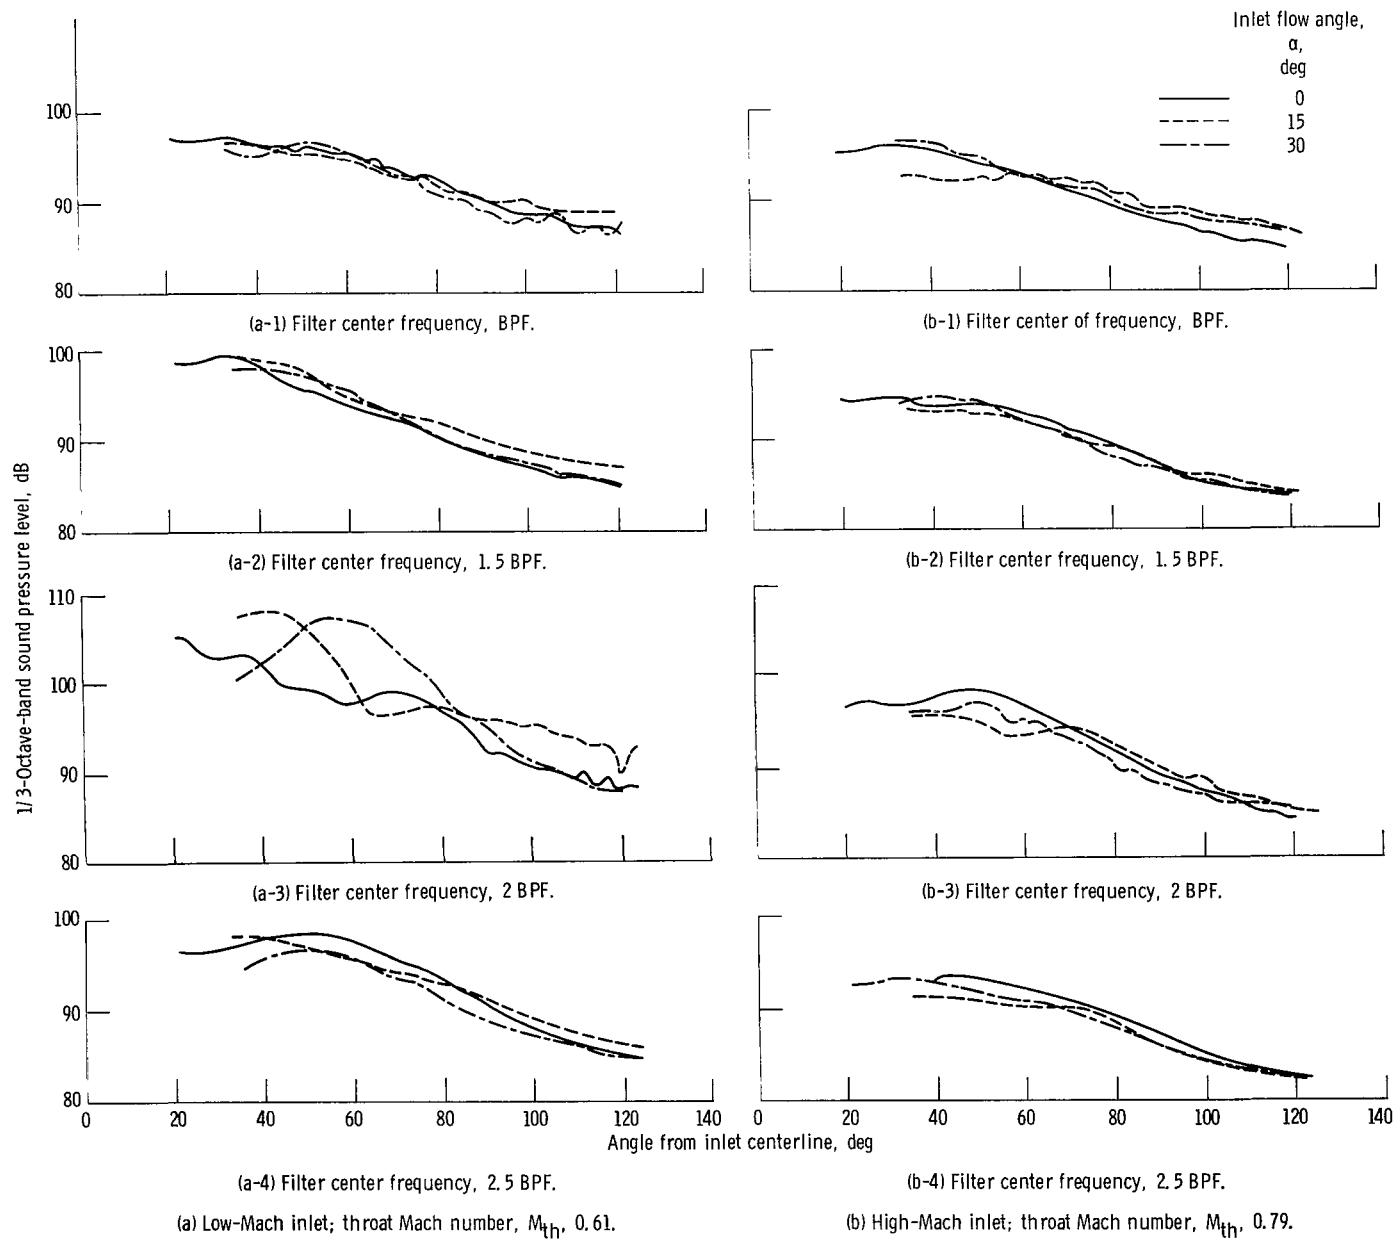 Inlet flow angle,
α,
deg
0
15
30
1/3-Octave-band sound pressure level, dB
100
90
80
(a-1) Filter center frequency, BPF.
(b-1) Filter center of frequency, BPF.
100
90
80
(a-2) Filter center frequency, 1.5 BPF.
(b-2) Filter center frequency, 1.5 BPF.
110
100
90
80
(a-3) Filter center frequency, 2 BPF.
(b-3) Filter center frequency, 2 BPF.
100
90
80
0 20 40 60 80 100 120 140
0 20 40 60 80 100 120 140
Angle from inlet centerline, deg
(a-4) Filter center frequency, 2.5 BPF.
(b-4) Filter center frequency, 2.5 BPF.
(a) Low-Mach inlet; throat Mach number, Mth, 0.61.
(b) High-Mach inlet; throat Mach number, Mth, 0.79.